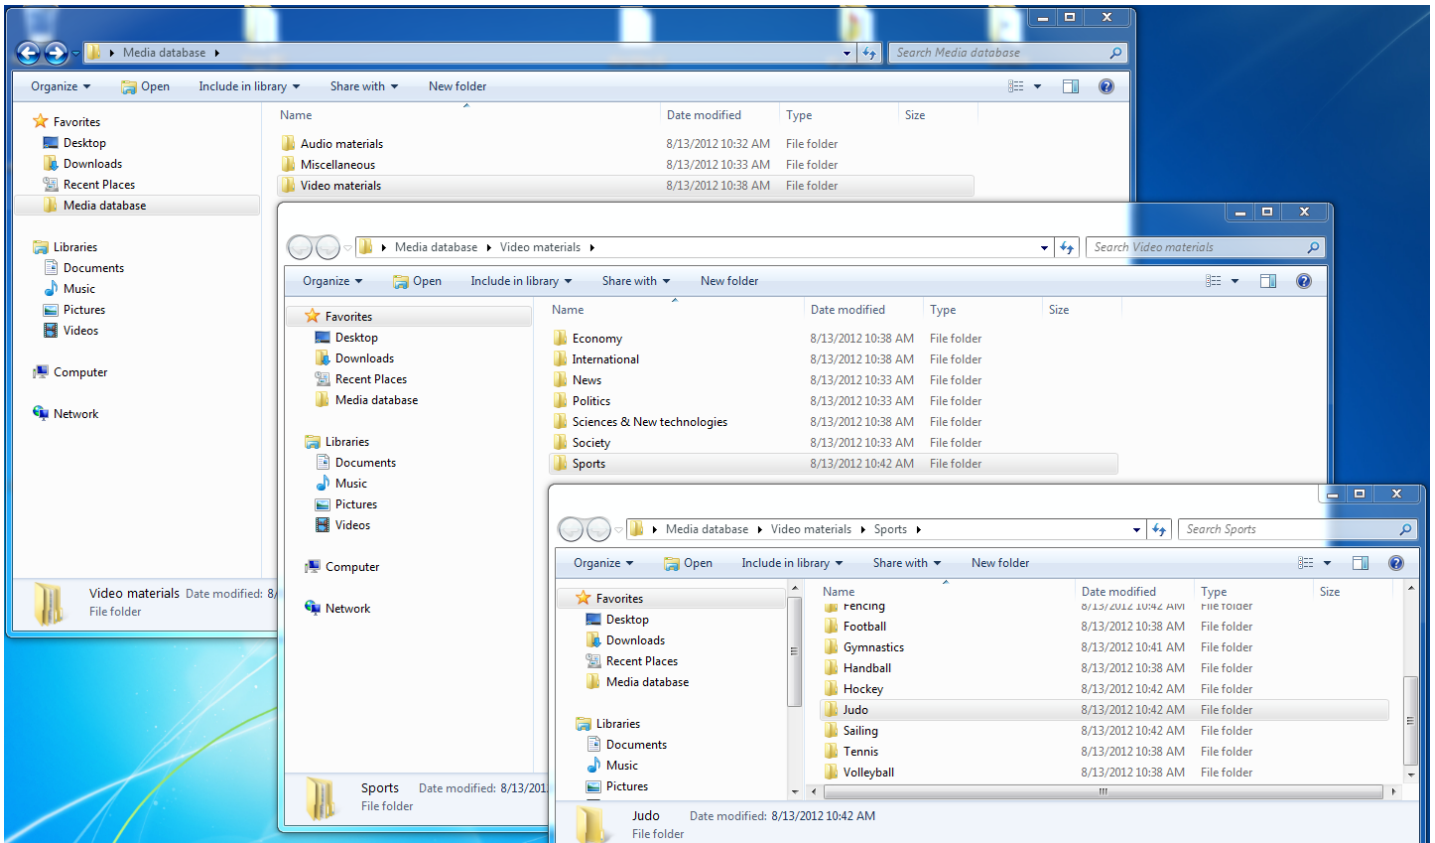 Media database
Search Media database
Organize Open Include in library Share with New folder
Name Date modified Type Size
Favorites
Desktop
Downloads
Recent Places
Media database
Libraries
Documents
Music
Pictures
Videos
Computer
Network
Audio materials 8/13/2012 10:32 AM File folder
Miscellaneous 8/13/2012 10:33 AM File folder
Video materials 8/13/2012 10:38 AM File folder
Video materials Date modified: 8/
File folder
Media database Video materials
Search Video materials
Organize Open Include in library Share with New folder
Name Date modified Type Size
Favorites
Desktop
Downloads
Recent Places
Media database
Libraries
Documents
Music
Pictures
Videos
Computer
Network
Economy 8/13/2012 10:38 AM File folder
International 8/13/2012 10:38 AM File folder
News 8/13/2012 10:33 AM File folder
Politics 8/13/2012 10:33 AM File folder
Sciences & New technologies 8/13/2012 10:38 AM File folder
Society 8/13/2012 10:33 AM File folder
Sports 8/13/2012 10:42 AM File folder
Sports Date modified: 8/13/201
File folder
Media database Video materials Sports
Search Sports
Organize Open Include in library Share with New folder
Name Date modified Type Size
Favorites
Desktop
Downloads
Recent Places
Media database
Libraries
Documents
Music
Pictures
Fencing 8/13/2012 10:42 AM File folder
Football 8/13/2012 10:38 AM File folder
Gymnastics 8/13/2012 10:41 AM File folder
Handball 8/13/2012 10:38 AM File folder
Hockey 8/13/2012 10:42 AM File folder
Judo 8/13/2012 10:42 AM File folder
Sailing 8/13/2012 10:42 AM File folder
Tennis 8/13/2012 10:38 AM File folder
Volleyball 8/13/2012 10:38 AM File folder
Judo Date modified: 8/13/2012 10:42 AM
File folder